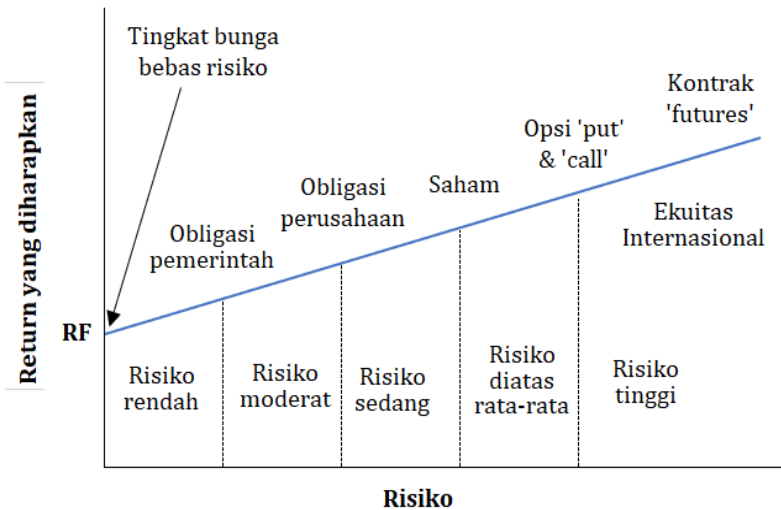 Tingkat bunga
bebas risiko
Kontrak
'futures'
Opsi 'put'
& 'call'
Saham
Obligasi
perusahaan
Obligasi
pemerintah
Ekuitas
Internasional
Return yang diharapkan
RF
Risiko
rendah
Risiko
moderat
Risiko
sedang
Risiko
diatas
rata-rata
Risiko
tinggi
Risiko